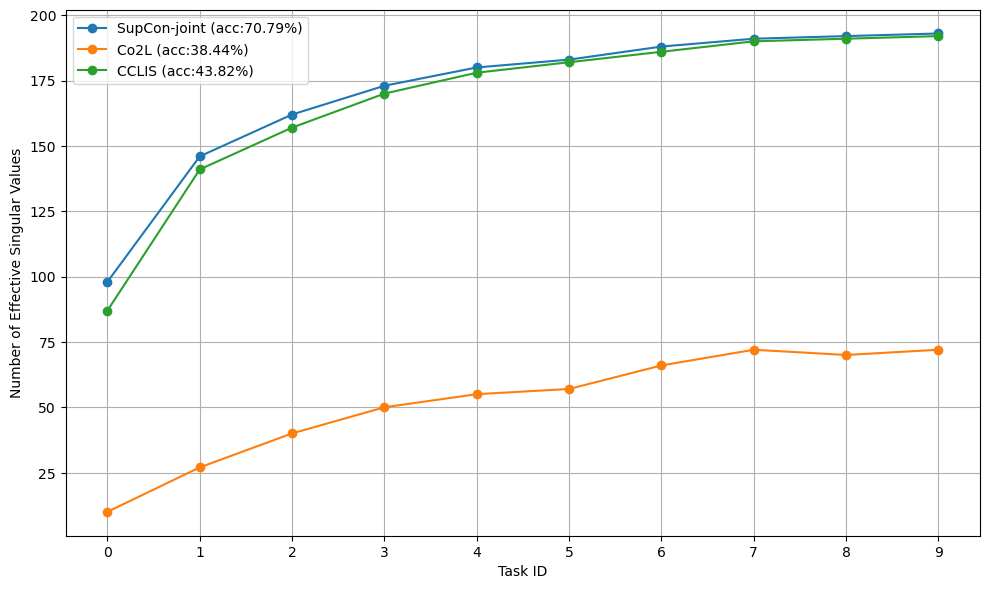 SupCon-joint (acc:70.79%)
Co2L (acc:38.44%)
CCLIS (acc:43.82%)
200
175
150
125
100
75
50
25
Number of Effective Singular Values
0 1 2 3 4 5 6 7 8 9
Task ID